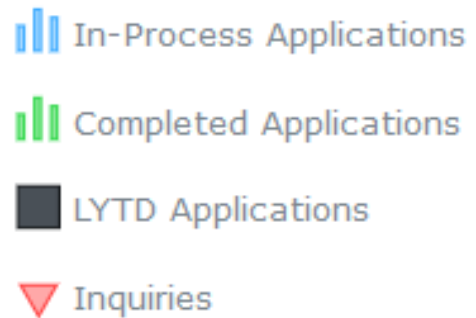 In-Process Applications
Completed Applications
LYTD Applications
Inquiries